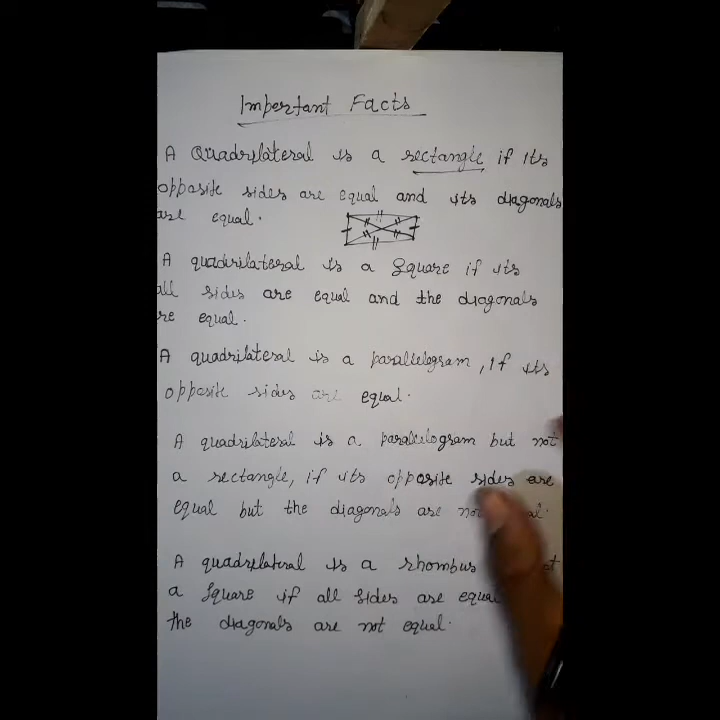 Important Facts
A Quadrilateral is a rectangle if its
opposite sides are equal and its diagonals
are equal.
A quadrilateral is a Square if its
all sides are equal and the diagonals
re equal.
A quadrilateral is a parallelogram, if its
opposite sides are equal.
A quadrilateral is a parallelogram but not
a rectangle, if its opposite sides are
equal but the diagonals are
A quadrilateral is a rhombus
a Square if all sides are
the diagonals are not equal.